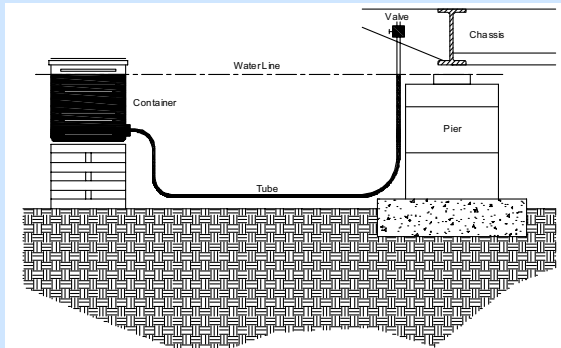 Valve
Chassis
Water Line
Container
Pier
Tube